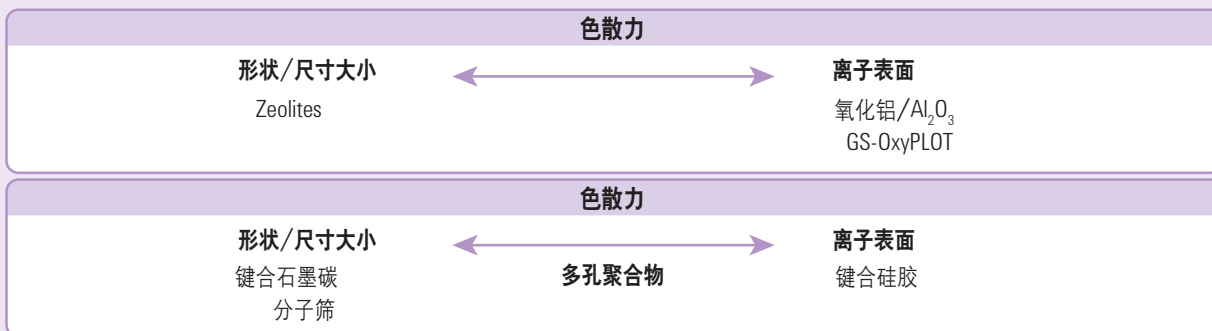 色散力
形状/尺寸大小 离子表面
Zeolites 氧化铝/Al₂O₃
GS-OxyPLOT
色散力
形状/尺寸大小 离子表面
键合石墨碳 多孔聚合物 键合硅胶
分子筛